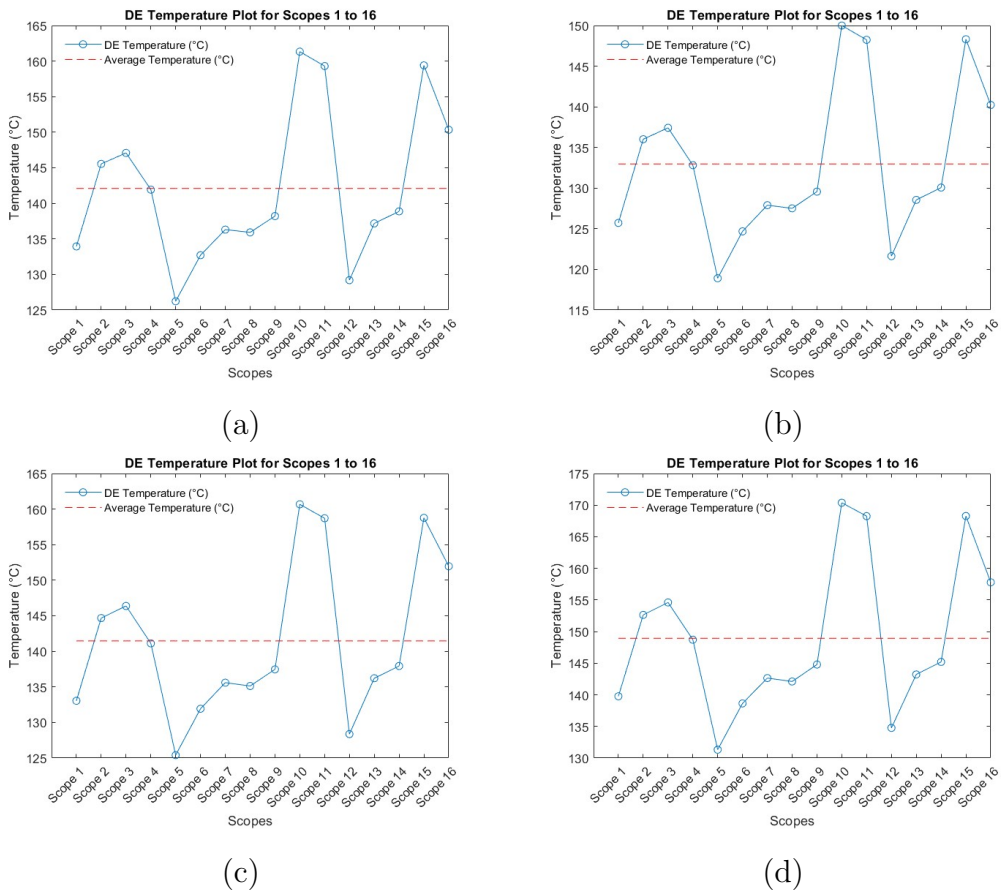 DE Temperature Plot for Scopes 1 to 16
165
160
155
150
145
140
135
130
125
Temperature (°C)
DE Temperature (°C)
Average Temperature (°C)
Scope 1
Scope 2
Scope 3
Scope 4
Scope 5
Scope 6
Scope 7
Scope 8
Scope 9
Scope 10
Scope 11
Scope 12
Scope 13
Scope 14
Scope 15
Scope 16
Scopes
(a)
DE Temperature Plot for Scopes 1 to 16
150
145
140
135
130
125
120
115
Temperature (°C)
DE Temperature (°C)
Average Temperature (°C)
Scope 1
Scope 2
Scope 3
Scope 4
Scope 5
Scope 6
Scope 7
Scope 8
Scope 9
Scope 10
Scope 11
Scope 12
Scope 13
Scope 14
Scope 15
Scope 16
Scopes
(b)
DE Temperature Plot for Scopes 1 to 16
165
160
155
150
145
140
135
130
125
Temperature (°C)
DE Temperature (°C)
Average Temperature (°C)
Scope 1
Scope 2
Scope 3
Scope 4
Scope 5
Scope 6
Scope 7
Scope 8
Scope 9
Scope 10
Scope 11
Scope 12
Scope 13
Scope 14
Scope 15
Scope 16
Scopes
(c)
DE Temperature Plot for Scopes 1 to 16
175
170
165
160
155
150
145
140
135
130
Temperature (°C)
DE Temperature (°C)
Average Temperature (°C)
Scope 1
Scope 2
Scope 3
Scope 4
Scope 5
Scope 6
Scope 7
Scope 8
Scope 9
Scope 10
Scope 11
Scope 12
Scope 13
Scope 14
Scope 15
Scope 16
Scopes
(d)